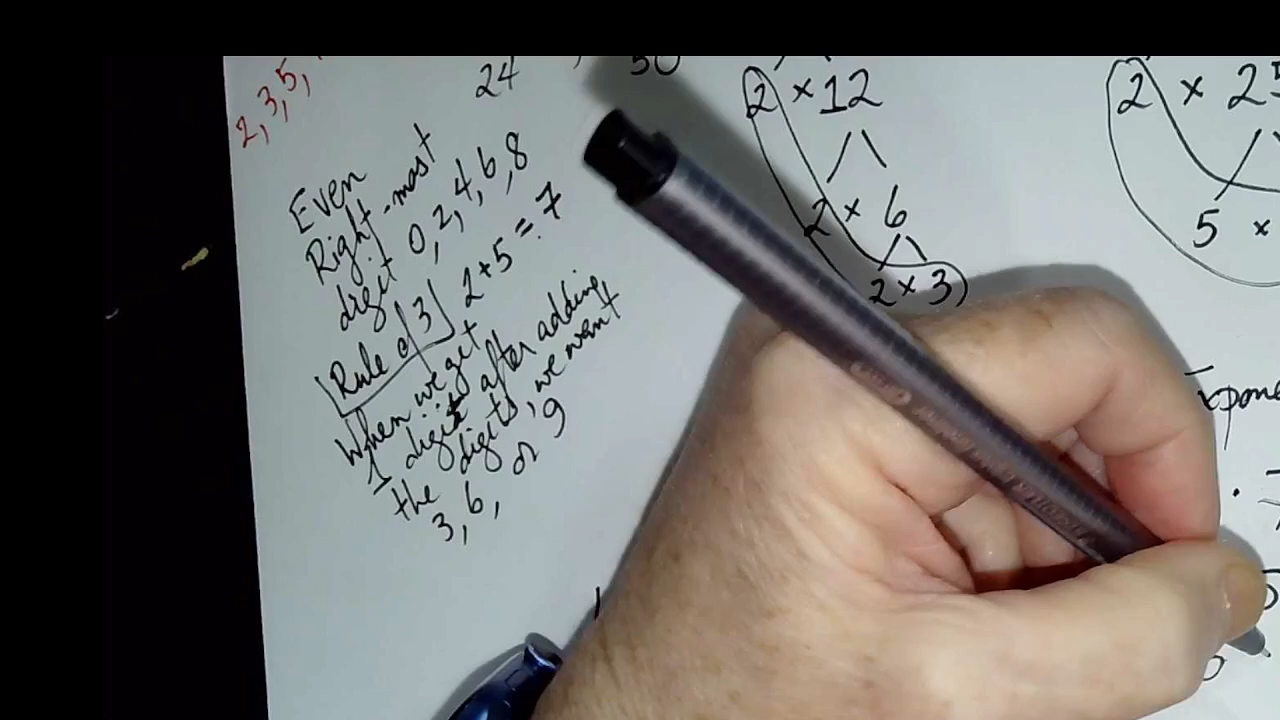 2, 3, 5,
24
50
Even
Right-most
digit 0, 2, 4, 6, 8
Rule of 3 2 + 5 = 7
When we get
1 digit after adding
the digits, we want
3, 6, or 9
2 × 12
2 × 6
2 × 3
2 × 25
5 ×